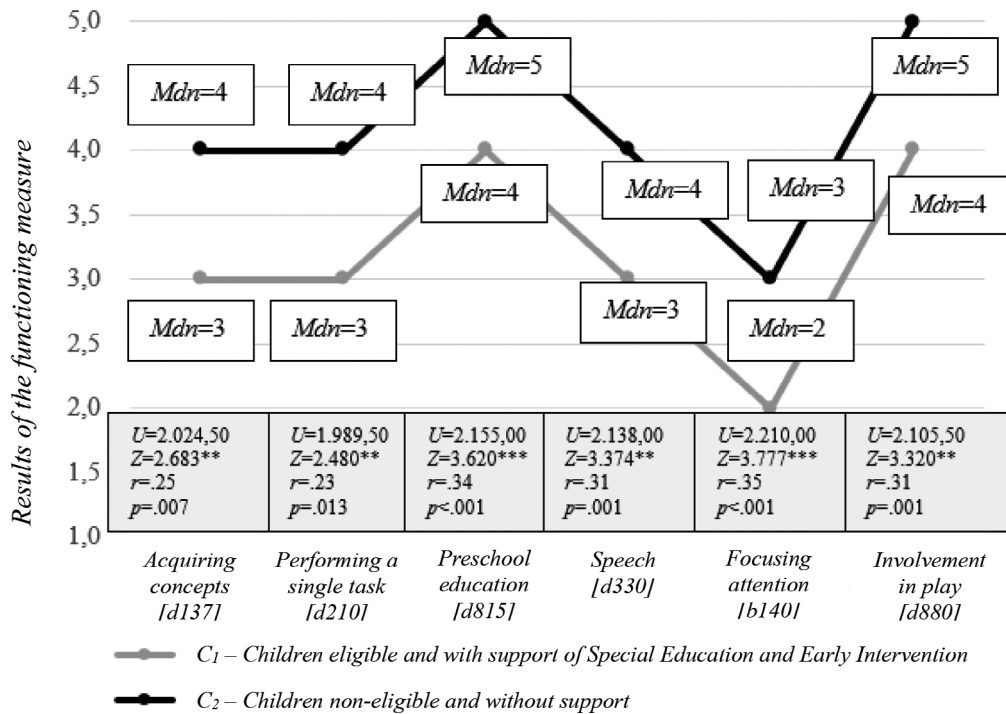 Results of the functioning measure
5,0
4,5
4,0
3,5
3,0
2,5
2,0
1,5
1,0
Mdn=4
Mdn=4
Mdn=5
Mdn=4
Mdn=3
Mdn=5
Mdn=3
Mdn=3
Mdn=4
Mdn=3
Mdn=2
Mdn=4
U=2.024,50
Z=2.683**
r=.25
p=.007
U=1.989,50
Z=2.480**
r=.23
p=.013
U=2.155,00
Z=3.620***
r=.34
p<.001
U=2.138,00
Z=3.374**
r=.31
p=.001
U=2.210,00
Z=3.777***
r=.35
p<.001
U=2.105,50
Z=3.320**
r=.31
p=.001
Acquiring
concepts
[d137]
Performing a
single task
[d210]
Preschool
education
[d815]
Speech
[d330]
Focusing
attention
[b140]
Involvement
in play
[d880]
C1 – Children eligible and with support of Special Education and Early Intervention
C2 – Children non-eligible and without support